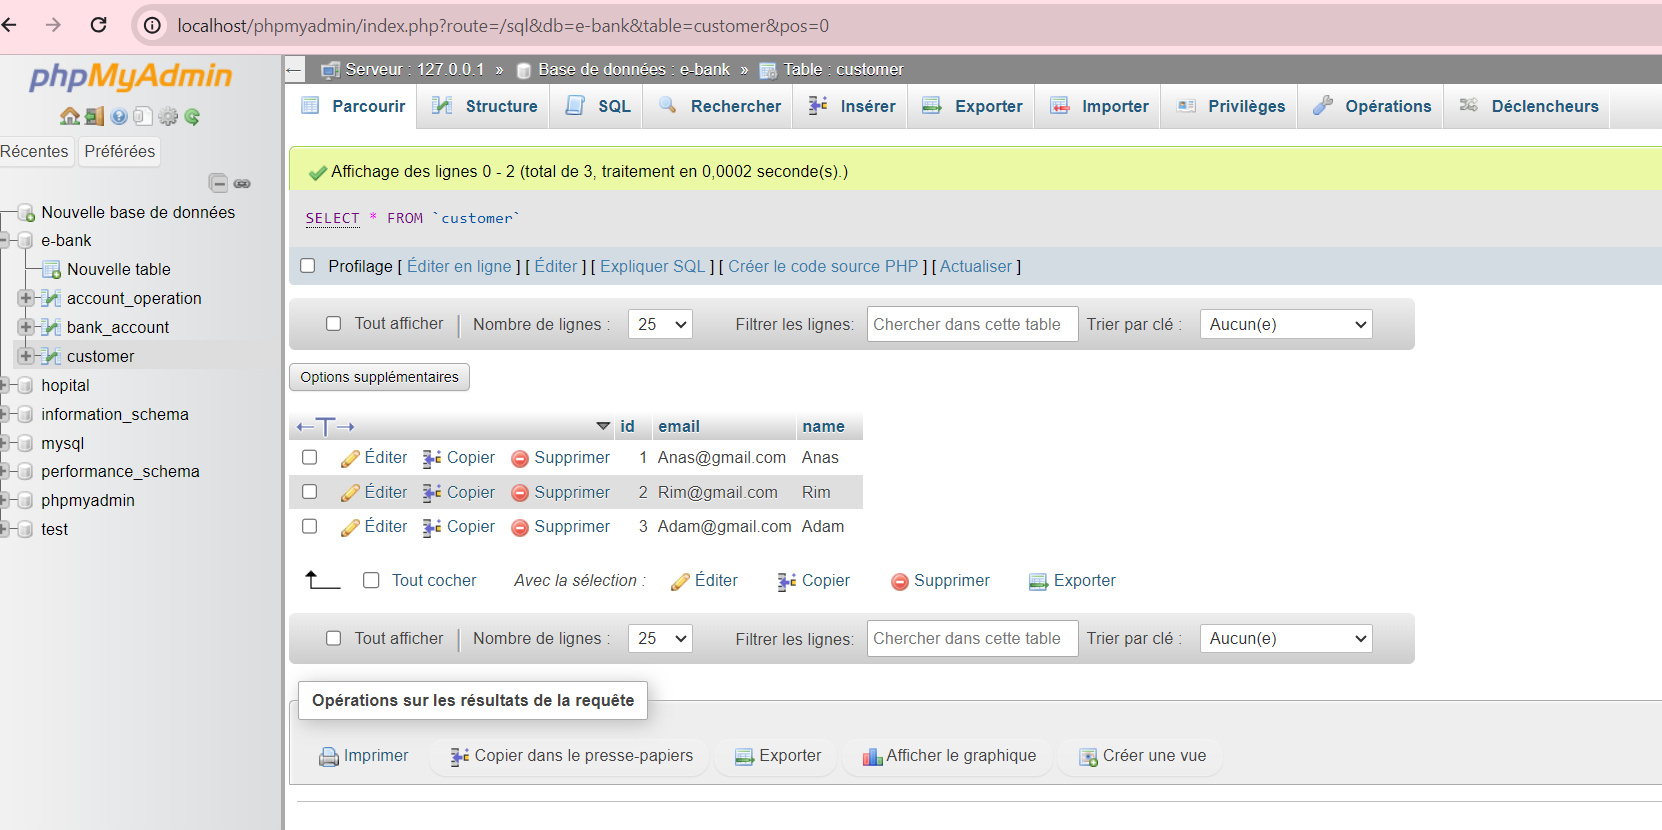 localhost/phpmyadmin/index.php?route=/sql&db=e-bank&table=customer&pos=0
phpMyAdmin
Récentes Préférées
Nouvelle base de données
e-bank
Nouvelle table
account_operation
bank_account
customer
hopital
information_schema
mysql
performance_schema
phpmyadmin
test
Serveur : 127.0.0.1 » Base de données : e-bank » Table : customer
Parcourir Structure SQL Rechercher Insérer Exporter Importer Privilèges Opérations Déclencheurs
Affichage des lignes 0 - 2 (total de 3, traitement en 0,0002 seconde(s).)
SELECT * FROM `customer`
Profilage [ Éditer en ligne ] [ Éditer ] [ Expliquer SQL ] [ Créer le code source PHP ] [ Actualiser ]
Tout afficher Nombre de lignes : 25 Filtrer les lignes: Chercher dans cette table Trier par clé : Aucun(e)
Options supplémentaires
id email name
Éditer Copier Supprimer 1 Anas@gmail.com Anas
Éditer Copier Supprimer 2 Rim@gmail.com Rim
Éditer Copier Supprimer 3 Adam@gmail.com Adam
Tout cocher Avec la sélection : Éditer Copier Supprimer Exporter
Tout afficher Nombre de lignes : 25 Filtrer les lignes: Chercher dans cette table Trier par clé : Aucun(e)
Opérations sur les résultats de la requête
Imprimer Copier dans le presse-papiers Exporter Afficher le graphique Créer une vue